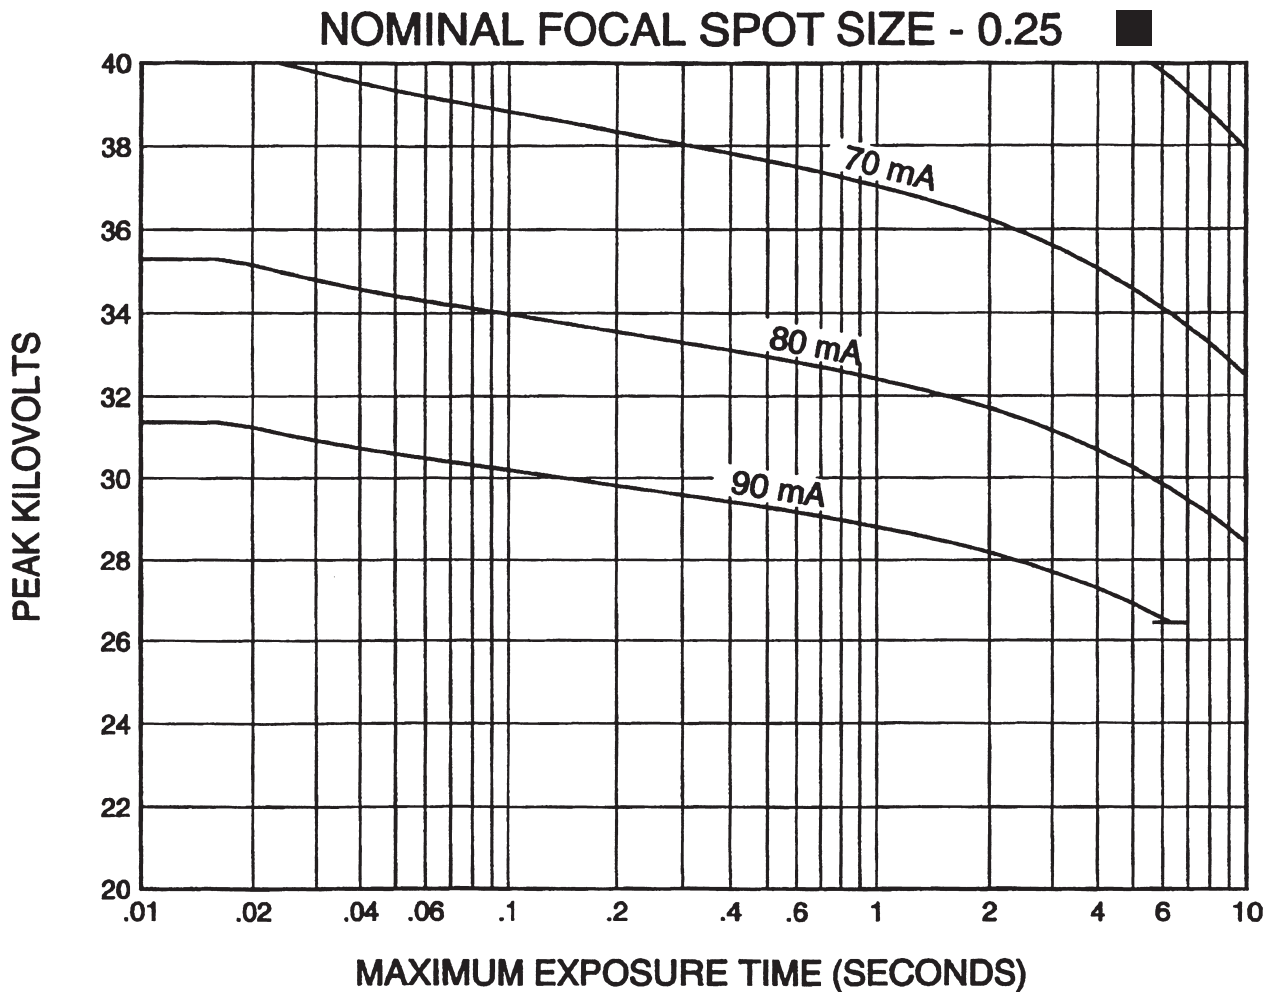 NOMINAL FOCAL SPOT SIZE - 0.25
40
38
36
34
32
30
28
26
24
22
20
PEAK KILOVOLTS
70 mA
80 mA
90 mA
.01 .02 .04 .06 .1 .2 .4 .6 1 2 4 6 10
MAXIMUM EXPOSURE TIME (SECONDS)